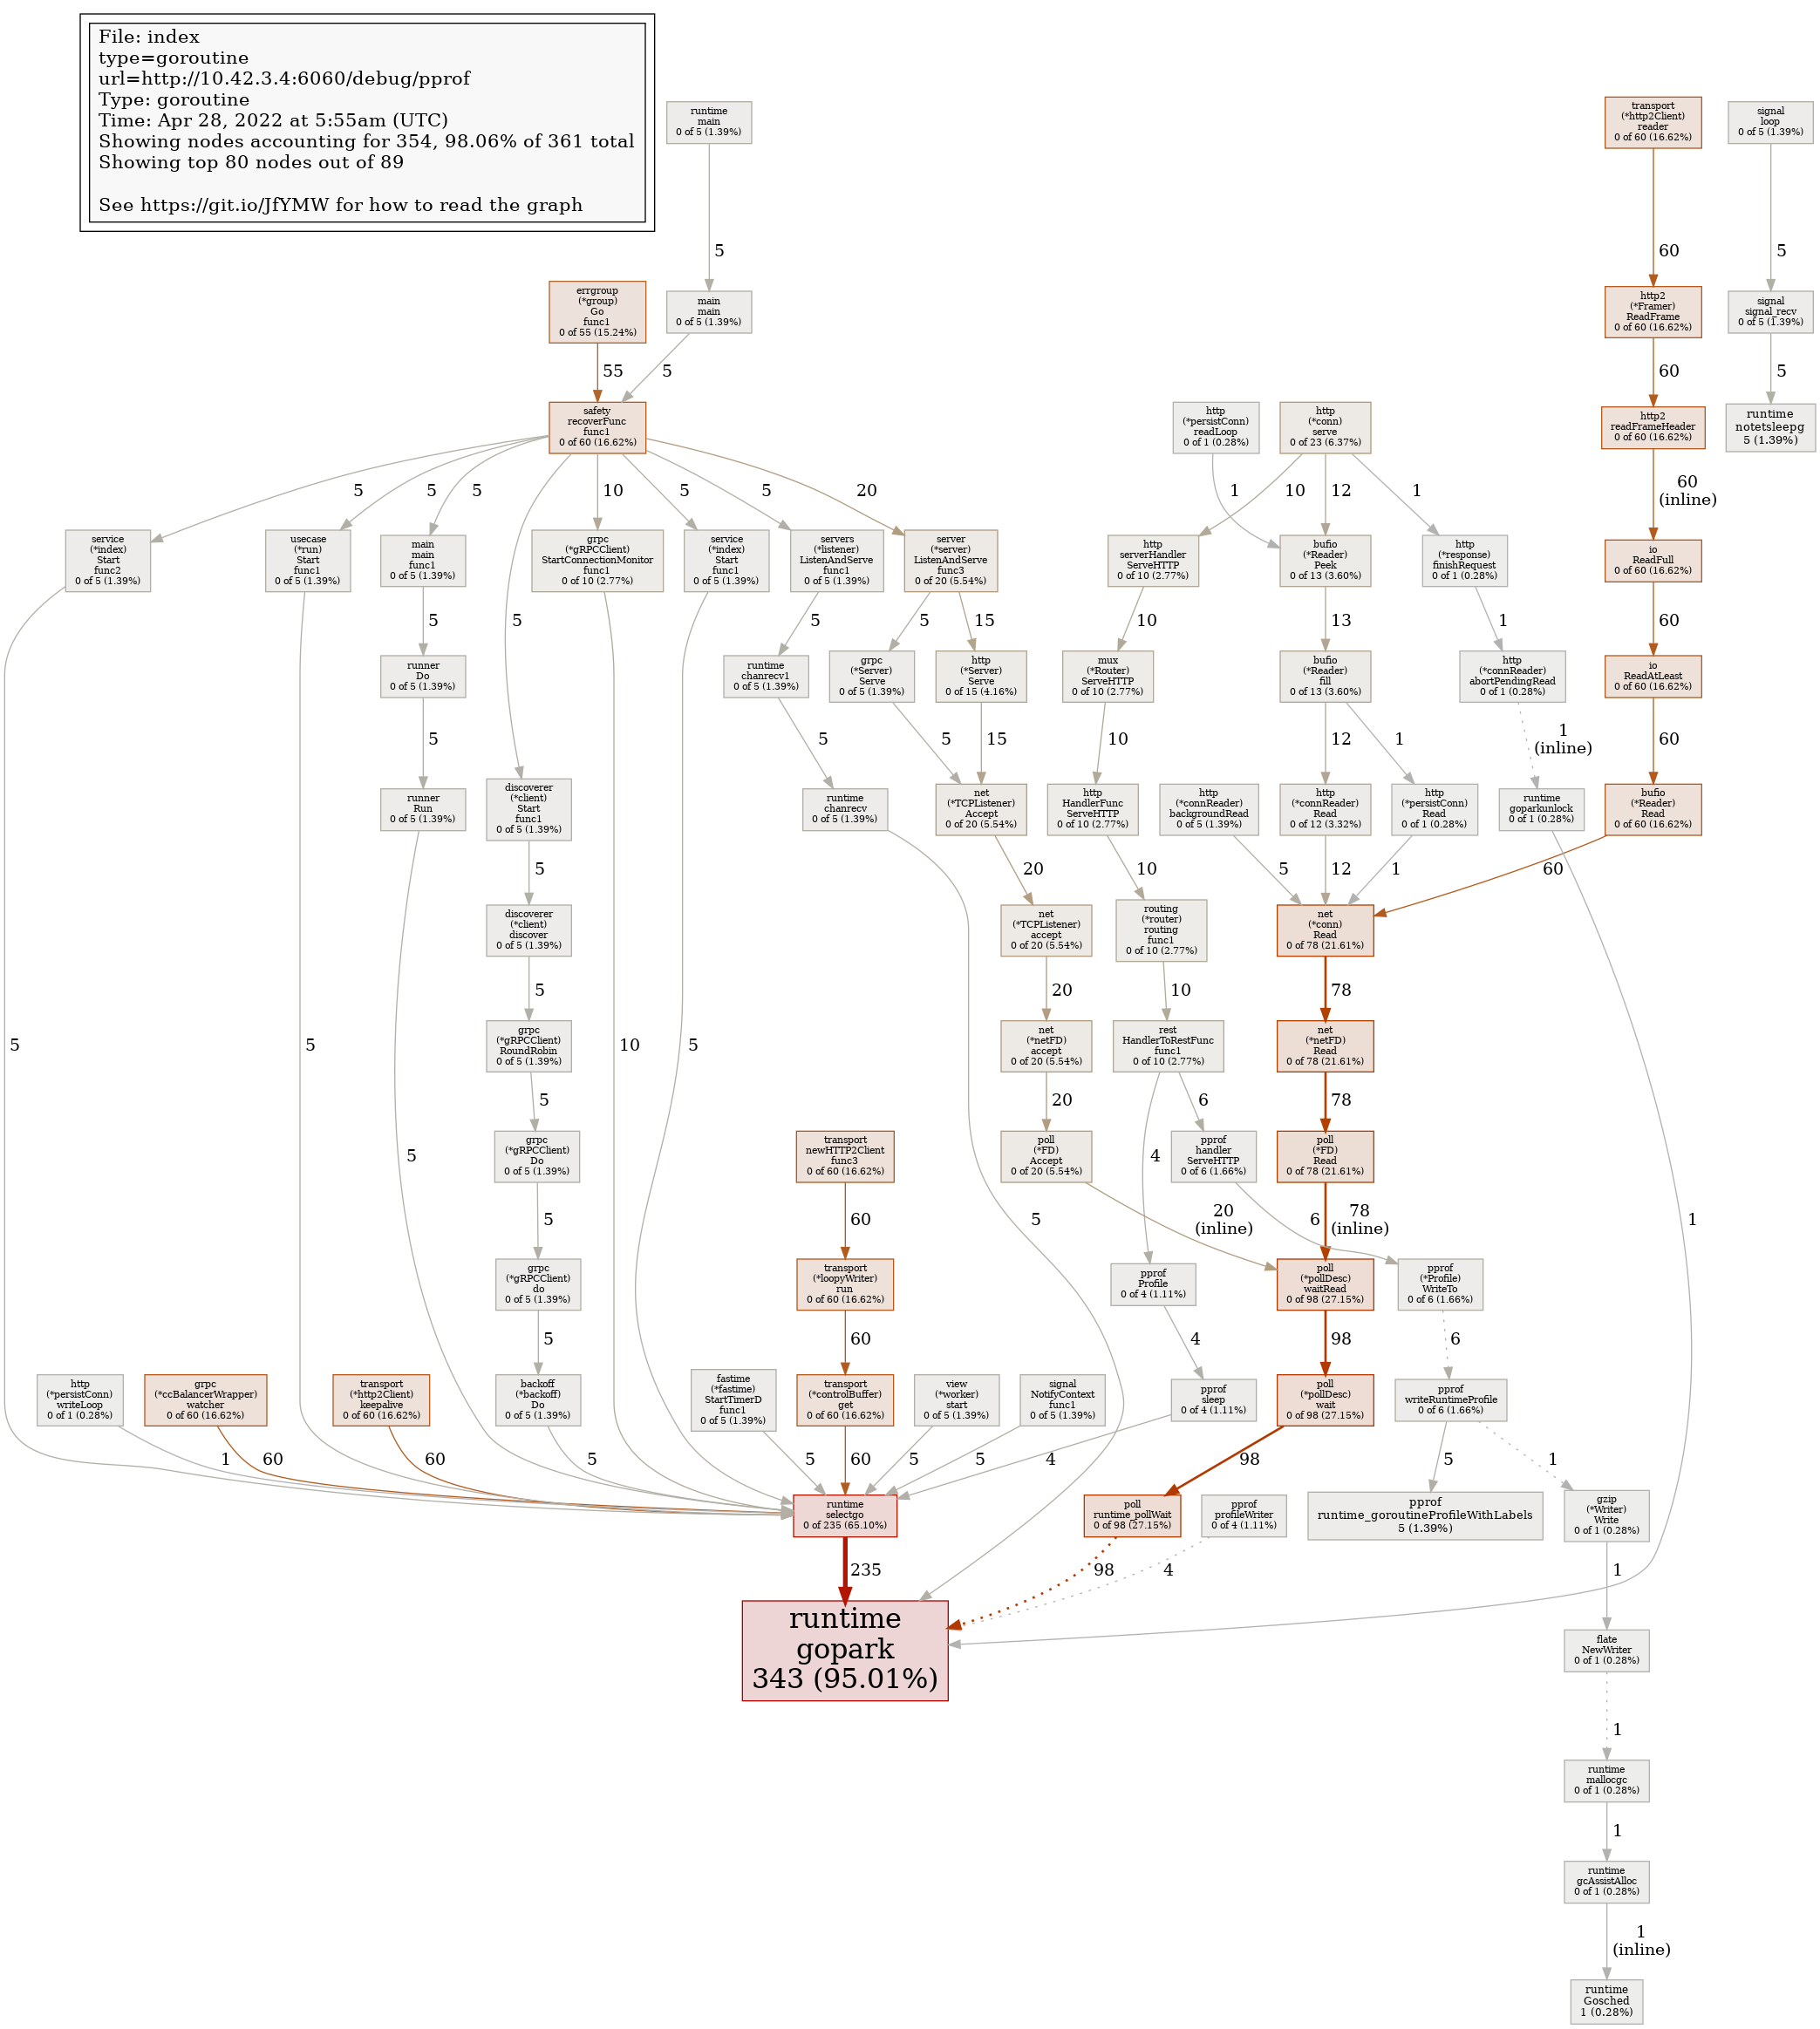 File: index
type=goroutine
url=http://10.42.3.4:6060/debug/pprof
Type: goroutine
Time: Apr 28, 2022 at 5:55am (UTC)
Showing nodes accounting for 354, 98.06% of 361 total
Showing top 80 nodes out of 89
See https://git.io/JfYMW for how to read the graph
runtime
main
0 of 5 (1.39%)
transport
(*http2Client)
reader
0 of 60 (16.62%)
signal
loop
0 of 5 (1.39%)
5
60
5
errgroup
(*group)
Go
func1
0 of 55 (15.24%)
main
main
0 of 5 (1.39%)
http2
(*Framer)
ReadFrame
0 of 60 (16.62%)
signal
signal_recv
0 of 5 (1.39%)
55
5
60
5
safety
recoverFunc
func1
0 of 60 (16.62%)
http
(*persistConn)
readLoop
0 of 1 (0.28%)
http
(*conn)
serve
0 of 23 (6.37%)
http2
readFrameHeader
0 of 60 (16.62%)
runtime
notetsleepg
5 (1.39%)
5
5
5
10
5
5
20
1
10
12
1
60
(inline)
service
(*index)
Start
func2
0 of 5 (1.39%)
usecase
(*run)
Start
func1
0 of 5 (1.39%)
main
main
func1
0 of 5 (1.39%)
grpc
(*gRPCClient)
StartConnectionMonitor
func1
0 of 10 (2.77%)
service
(*index)
Start
func1
0 of 5 (1.39%)
servers
(*listener)
ListenAndServe
func1
0 of 5 (1.39%)
server
(*server)
ListenAndServe
func3
0 of 20 (5.54%)
http
serverHandler
ServeHTTP
0 of 10 (2.77%)
bufio
(*Reader)
Peek
0 of 13 (3.60%)
http
(*response)
finishRequest
0 of 1 (0.28%)
io
ReadFull
0 of 60 (16.62%)
5
5
5
5
15
10
13
1
60
runner
Do
0 of 5 (1.39%)
runtime
chanrecv1
0 of 5 (1.39%)
grpc
(*Server)
Serve
0 of 5 (1.39%)
http
(*Server)
Serve
0 of 15 (4.16%)
mux
(*Router)
ServeHTTP
0 of 10 (2.77%)
bufio
(*Reader)
fill
0 of 13 (3.60%)
http
(*connReader)
abortPendingRead
0 of 1 (0.28%)
io
ReadAtLeast
0 of 60 (16.62%)
5
5
5
15
10
12
1
1
(inline)
60
runner
Run
0 of 5 (1.39%)
discoverer
(*client)
Start
func1
0 of 5 (1.39%)
runtime
chanrecv
0 of 5 (1.39%)
net
(*TCPListener)
Accept
0 of 20 (5.54%)
http
HandlerFunc
ServeHTTP
0 of 10 (2.77%)
http
(*connReader)
backgroundRead
0 of 5 (1.39%)
http
(*connReader)
Read
0 of 12 (3.32%)
http
(*persistConn)
Read
0 of 1 (0.28%)
runtime
goparkunlock
0 of 1 (0.28%)
bufio
(*Reader)
Read
0 of 60 (16.62%)
5
20
10
5
12
1
60
discoverer
(*client)
discover
0 of 5 (1.39%)
net
(*TCPListener)
accept
0 of 20 (5.54%)
routing
(*router)
routing
func1
0 of 10 (2.77%)
net
(*conn)
Read
0 of 78 (21.61%)
5
20
10
78
grpc
(*gRPCClient)
RoundRobin
0 of 5 (1.39%)
net
(*netFD)
accept
0 of 20 (5.54%)
rest
HandlerToRestFunc
func1
0 of 10 (2.77%)
net
(*netFD)
Read
0 of 78 (21.61%)
5
5
10
5
5
20
6
78
grpc
(*gRPCClient)
Do
0 of 5 (1.39%)
transport
newHTTP2Client
func3
0 of 60 (16.62%)
poll
(*FD)
Accept
0 of 20 (5.54%)
pprof
handler
ServeHTTP
0 of 6 (1.66%)
poll
(*FD)
Read
0 of 78 (21.61%)
5
4
5
60
5
20
(inline)
6
78
(inline)
1
grpc
(*gRPCClient)
do
0 of 5 (1.39%)
transport
(*loopyWriter)
run
0 of 60 (16.62%)
pprof
Profile
0 of 4 (1.11%)
poll
(*pollDesc)
waitRead
0 of 98 (27.15%)
pprof
(*Profile)
WriteTo
0 of 6 (1.66%)
5
60
4
98
6
http
(*persistConn)
writeLoop
0 of 1 (0.28%)
grpc
(*ccBalancerWrapper)
watcher
0 of 60 (16.62%)
transport
(*http2Client)
keepalive
0 of 60 (16.62%)
backoff
(*backoff)
Do
0 of 5 (1.39%)
fastime
(*fastime)
StartTimerD
func1
0 of 5 (1.39%)
transport
(*controlBuffer)
get
0 of 60 (16.62%)
view
(*worker)
start
0 of 5 (1.39%)
signal
NotifyContext
func1
0 of 5 (1.39%)
pprof
sleep
0 of 4 (1.11%)
poll
(*pollDesc)
wait
0 of 98 (27.15%)
pprof
writeRuntimeProfile
0 of 6 (1.66%)
1
60
60
5
5
60
5
5
4
98
5
1
runtime
selectgo
0 of 235 (65.10%)
poll
runtime_pollWait
0 of 98 (27.15%)
pprof
profileWriter
0 of 4 (1.11%)
pprof
runtime_goroutineProfileWithLabels
5 (1.39%)
gzip
(*Writer)
Write
0 of 1 (0.28%)
235
98
4
1
runtime
gopark
343 (95.01%)
flate
NewWriter
0 of 1 (0.28%)
1
runtime
mallocgc
0 of 1 (0.28%)
1
runtime
gcAssistAlloc
0 of 1 (0.28%)
1
(inline)
runtime
Gosched
1 (0.28%)